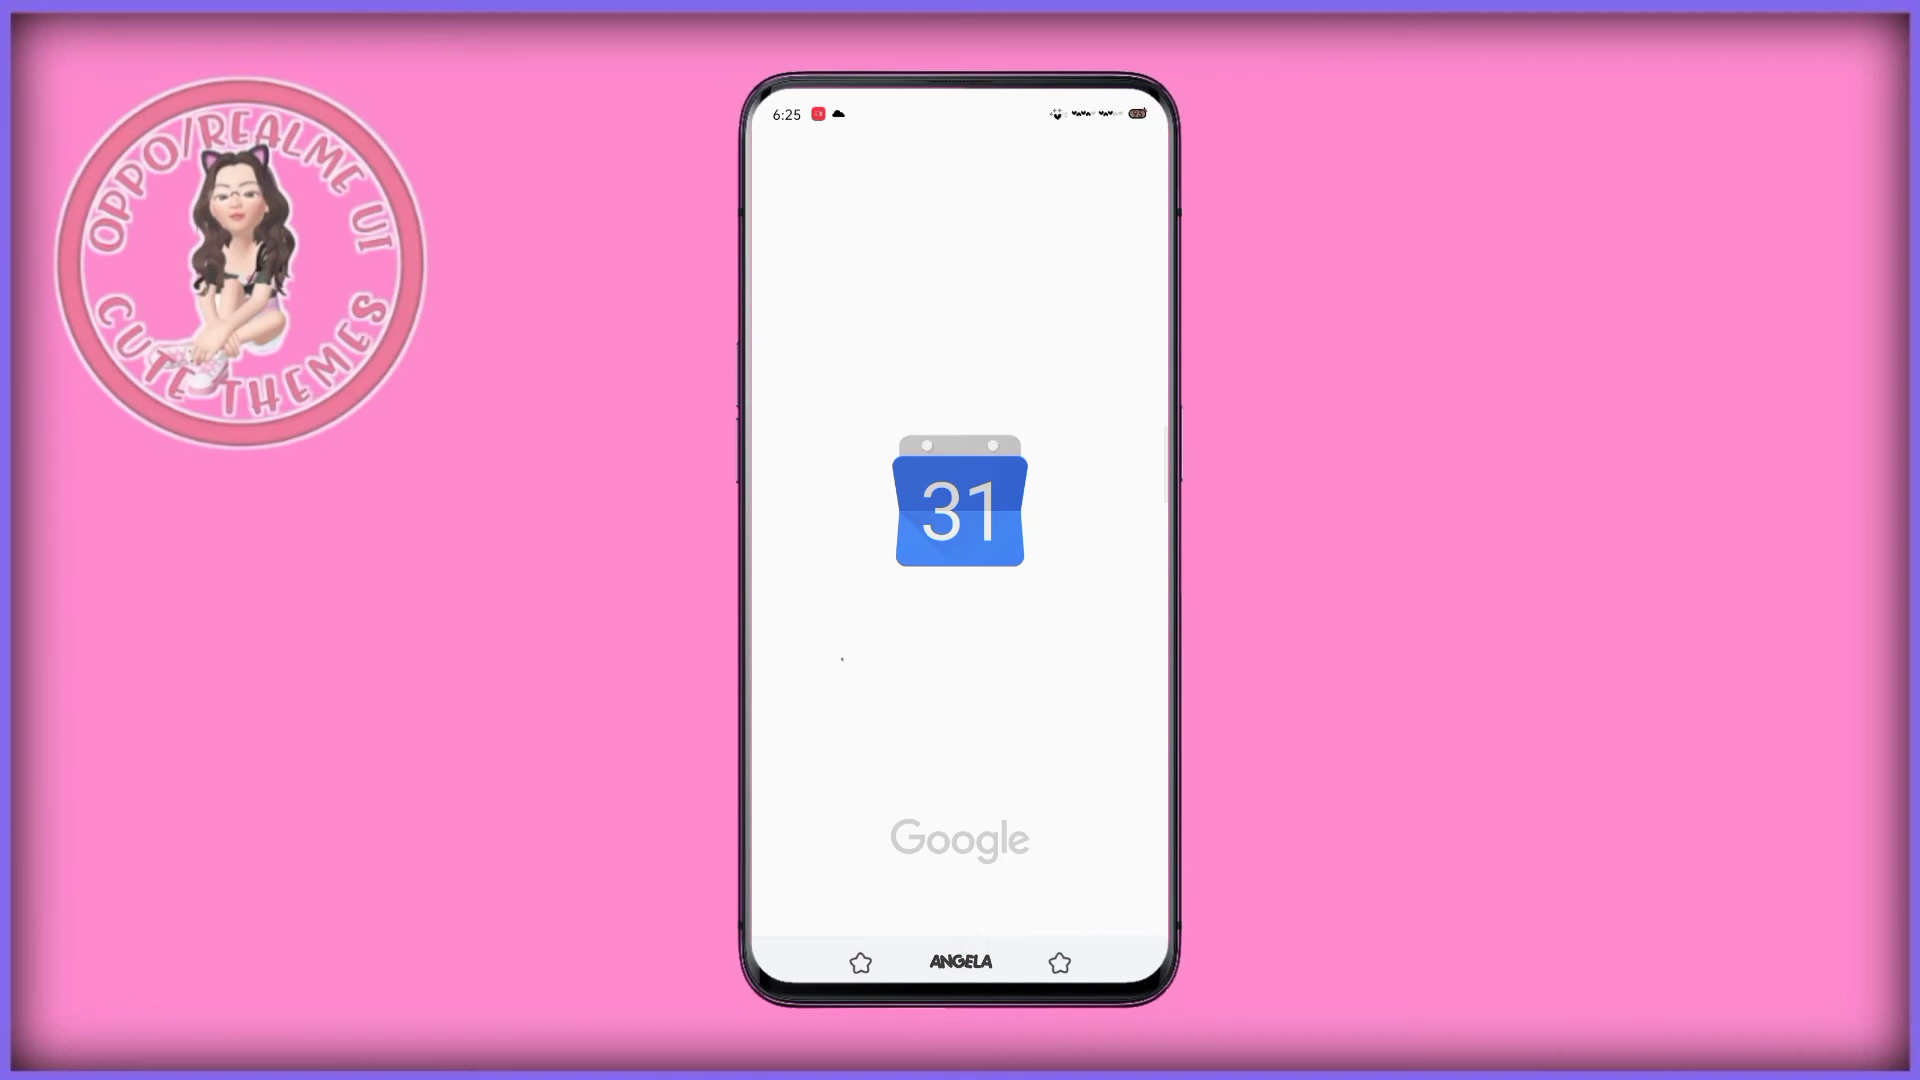 OPPO/REALME UI
CUTE THEMES
6:25
31
Google
ANGELA